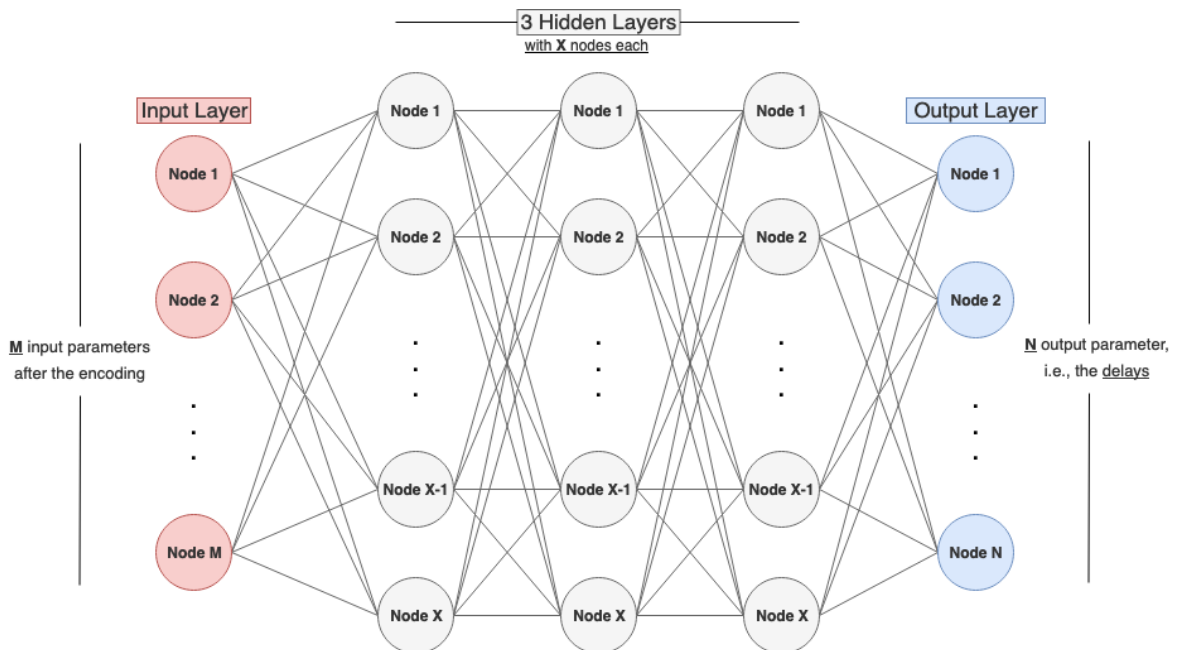 3 Hidden Layers
with X nodes each
Input Layer
Node 1
Node 2
.
.
.
Node M
M input parameters
after the encoding
Node 1
Node 2
.
.
.
Node X-1
Node X
Node 1
Node 2
.
.
.
Node X-1
Node X
Node 1
Node 2
.
.
.
Node X-1
Node X
Output Layer
Node 1
Node 2
.
.
.
Node N
N output parameter,
i.e., the delays